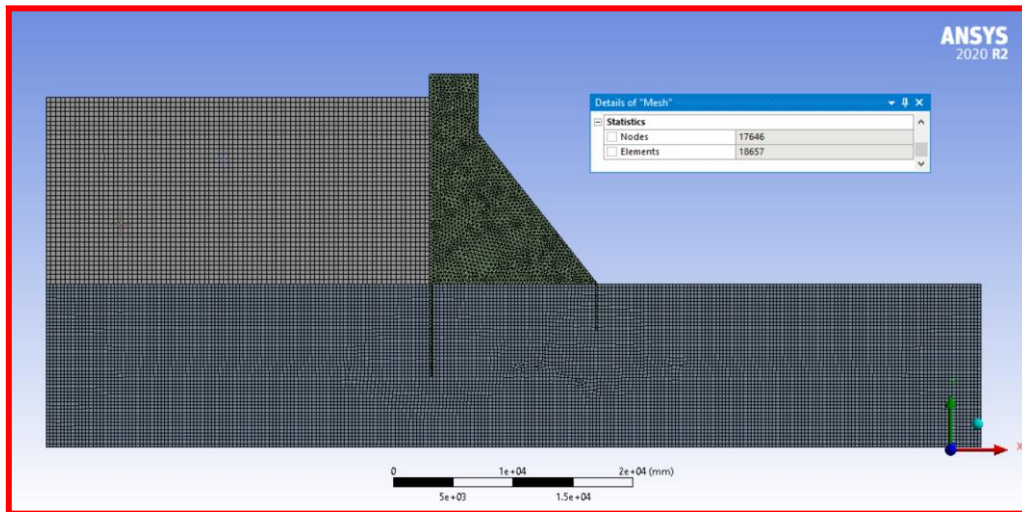 ANSYS
2020 R2
Details of "Mesh"
Statistics
Nodes 17646
Elements 18657
0 1e+04 2e+04 (mm)
5e+03 1.5e+04
X